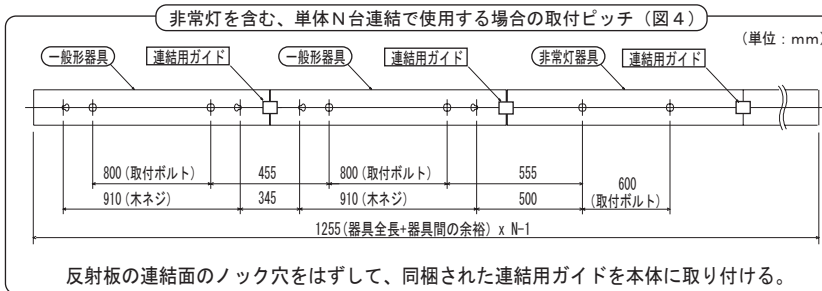 非常灯を含む、単体Ｎ台連結で使用する場合の取付ピッチ（図４）
（単位：mm）
一般形器具 連結用ガイド 一般形器具 連結用ガイド 非常灯器具 連結用ガイド
800(取付ボルト) 455 800(取付ボルト) 555 600
(取付ボルト)
910(木ネジ) 345 910(木ネジ) 500
1255(器具全長+器具間の余裕) x N-1
反射板の連結面のノック穴をはずして、同梱された連結用ガイドを本体に取り付ける。